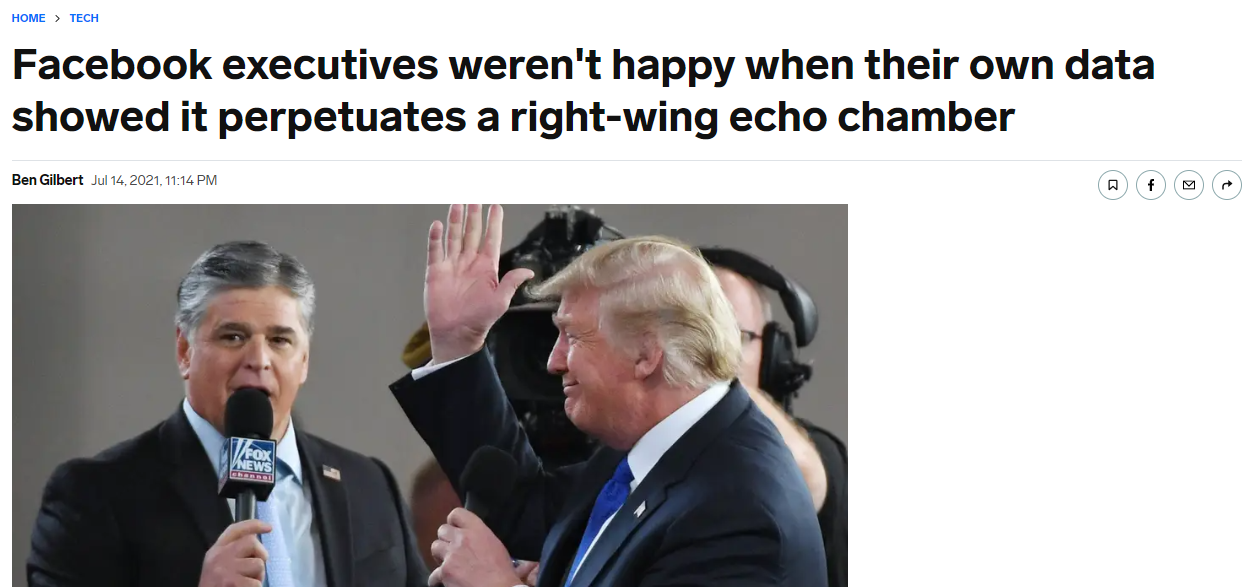 HOME > TECH
Facebook executives weren't happy when their own data
showed it perpetuates a right-wing echo chamber
Ben Gilbert Jul 14, 2021, 11:14 PM
FOX
NEWS
channel